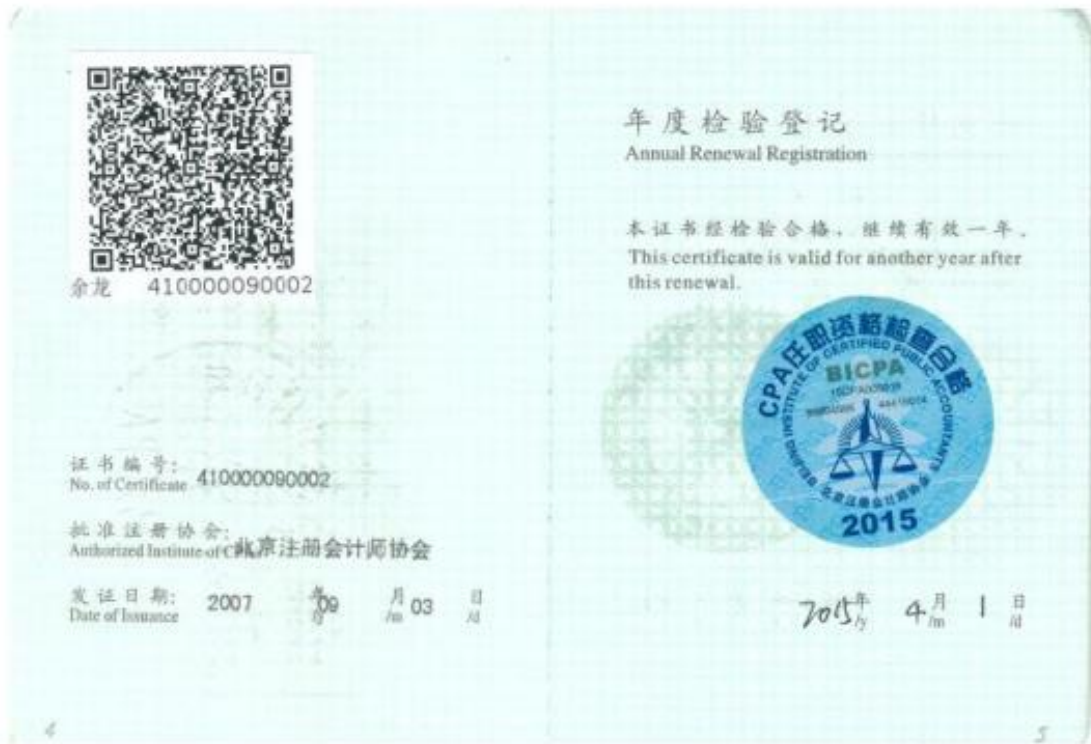 余龙 410000090002
证书编号: 410000090002
No. of Certificate
批准注册协会: 北京注册会计师协会
Authorized Institute of
发证日期: 2007 年 09 月 03 日
Date of Issuance /y /m /d
4
年度检验登记
Annual Renewal Registration
本证书经检验合格，继续有效一年。
This certificate is valid for another year after
this renewal.
CPA任职资格检查合格
BEIJING INSTITUTE OF CERTIFIED PUBLIC ACCOUNTANTS
BICPA
北京注册会计师协会
2015
2015年 4月 1日
/y /m /d
5